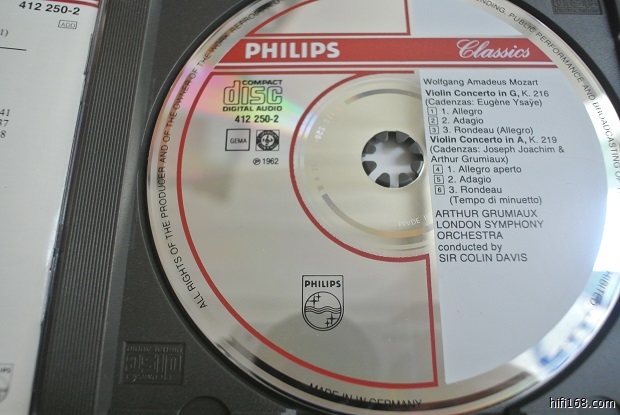 412 250-2
ADD
PHILIPS
Classics
COMPACT
disc
DIGITAL AUDIO
412 250-2
GEMA
℗ 1962
Wolfgang Amadeus Mozart
Violin Concerto in G, K. 216
(Cadenzas: Eugène Ysaÿe)
1 1. Allegro
2 2. Adagio
3 3. Rondeau (Allegro)
Violin Concerto in A, K. 219
(Cadenzas: Joseph Joachim &
Arthur Grumiaux)
4 1. Allegro aperto
5 2. Adagio
6 3. Rondeau
(Tempo di minuetto)
ARTHUR GRUMIAUX
LONDON SYMPHONY
ORCHESTRA
conducted by
SIR COLIN DAVIS
PHILIPS
ALL RIGHTS OF THE PRODUCER AND OF THE OWNER OF THE WORK
PUBLIC PERFORMANCE AND BROADCASTING OF
MADE IN W. GERMANY
hifi168.com